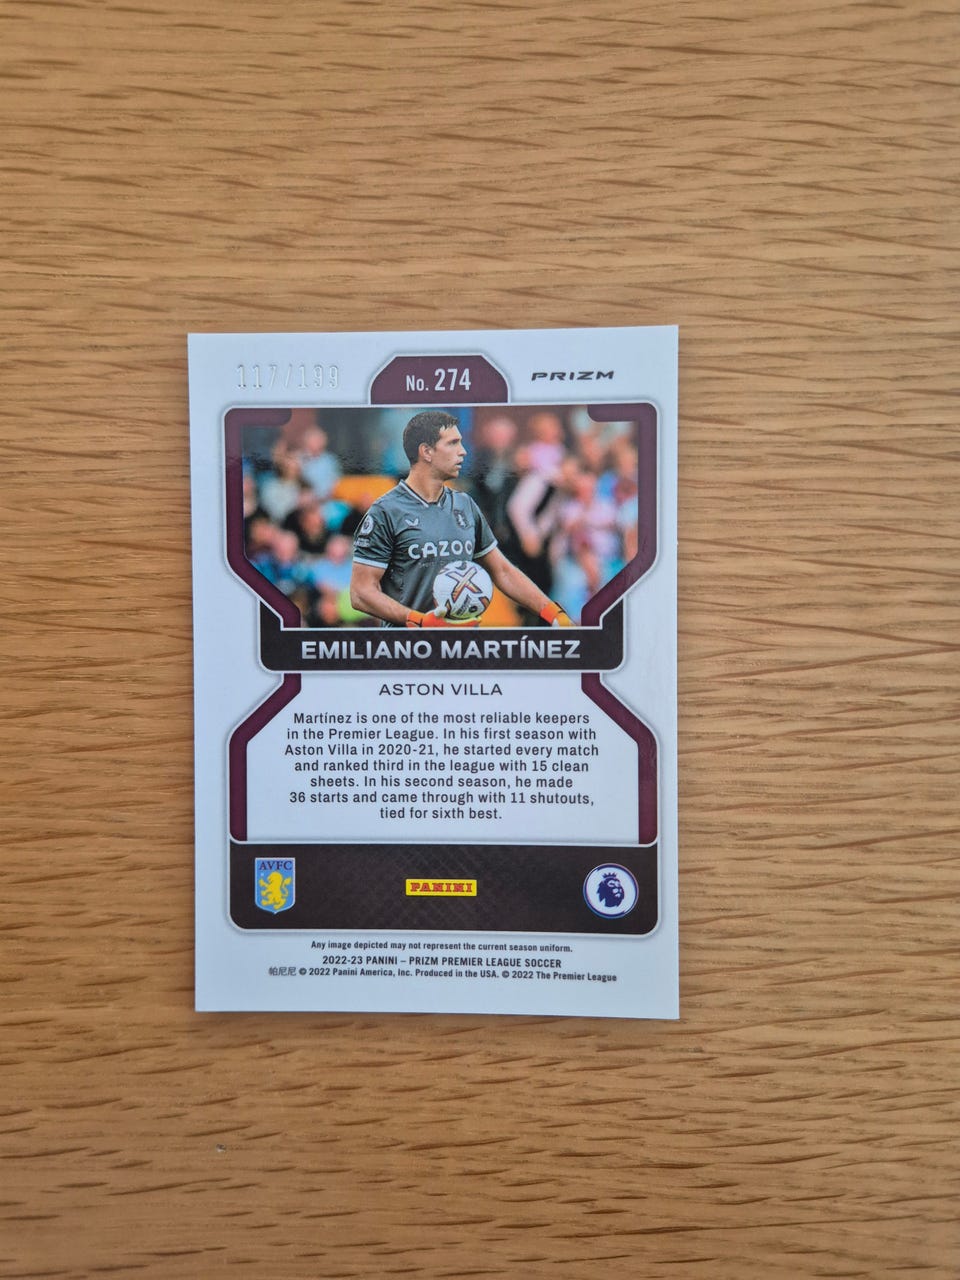 117/199
No. 274
PRIZM
CAZOO
EMILIANO MARTÍNEZ
ASTON VILLA
Martínez is one of the most reliable keepers
in the Premier League. In his first season with
Aston Villa in 2020-21, he started every match
and ranked third in the league with 15 clean
sheets. In his second season, he made
36 starts and came through with 11 shutouts,
tied for sixth best.
AVFC
PANINI
Any image depicted may not represent the current season uniform.
2022-23 PANINI – PRIZM PREMIER LEAGUE SOCCER
帕尼尼 © 2022 Panini America, Inc. Produced in the USA. © 2022 The Premier League